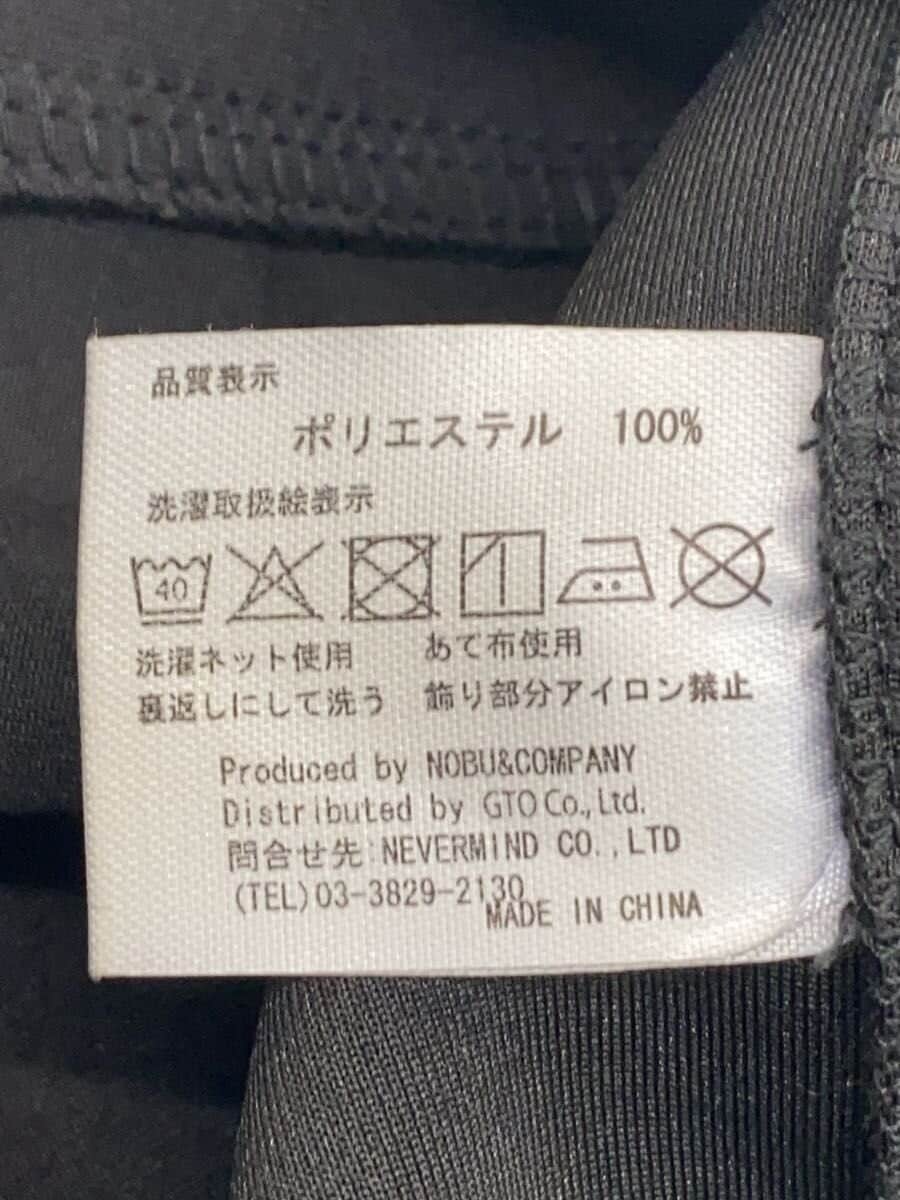 品質表示
ポリエステル 100%
洗濯取扱絵表示
40
洗濯ネット使用 あて布使用
裏返しにして洗う 飾り部分アイロン禁止
Produced by NOBU&COMPANY
Distributed by GTO Co., Ltd.
問合せ先:NEVERMIND CO.,LTD
(TEL)03-3829-2130
MADE IN CHINA